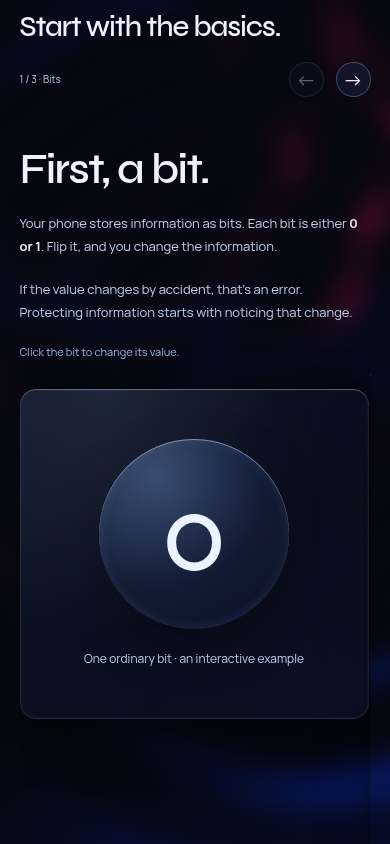 Start with the basics.
1 / 3 · Bits
First, a bit.
Your phone stores information as bits. Each bit is either 0
or 1. Flip it, and you change the information.
If the value changes by accident, that's an error.
Protecting information starts with noticing that change.
Click the bit to change its value.
0
One ordinary bit · an interactive example